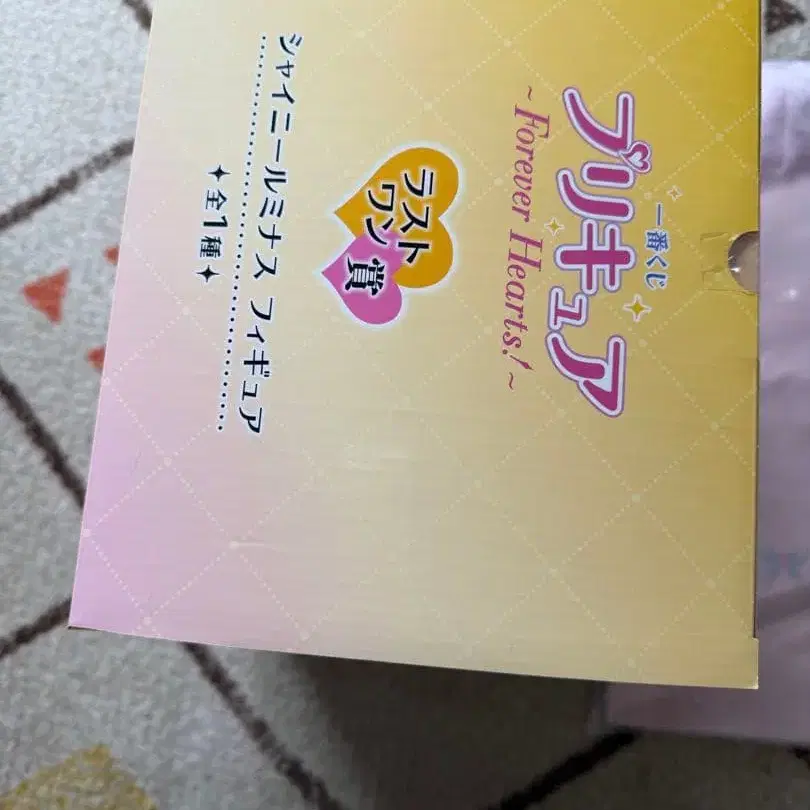 一番くじ
プリキュア
~Forever Hearts!~
ラスト
ワン賞
シャイニールミナス フィギュア
全1種